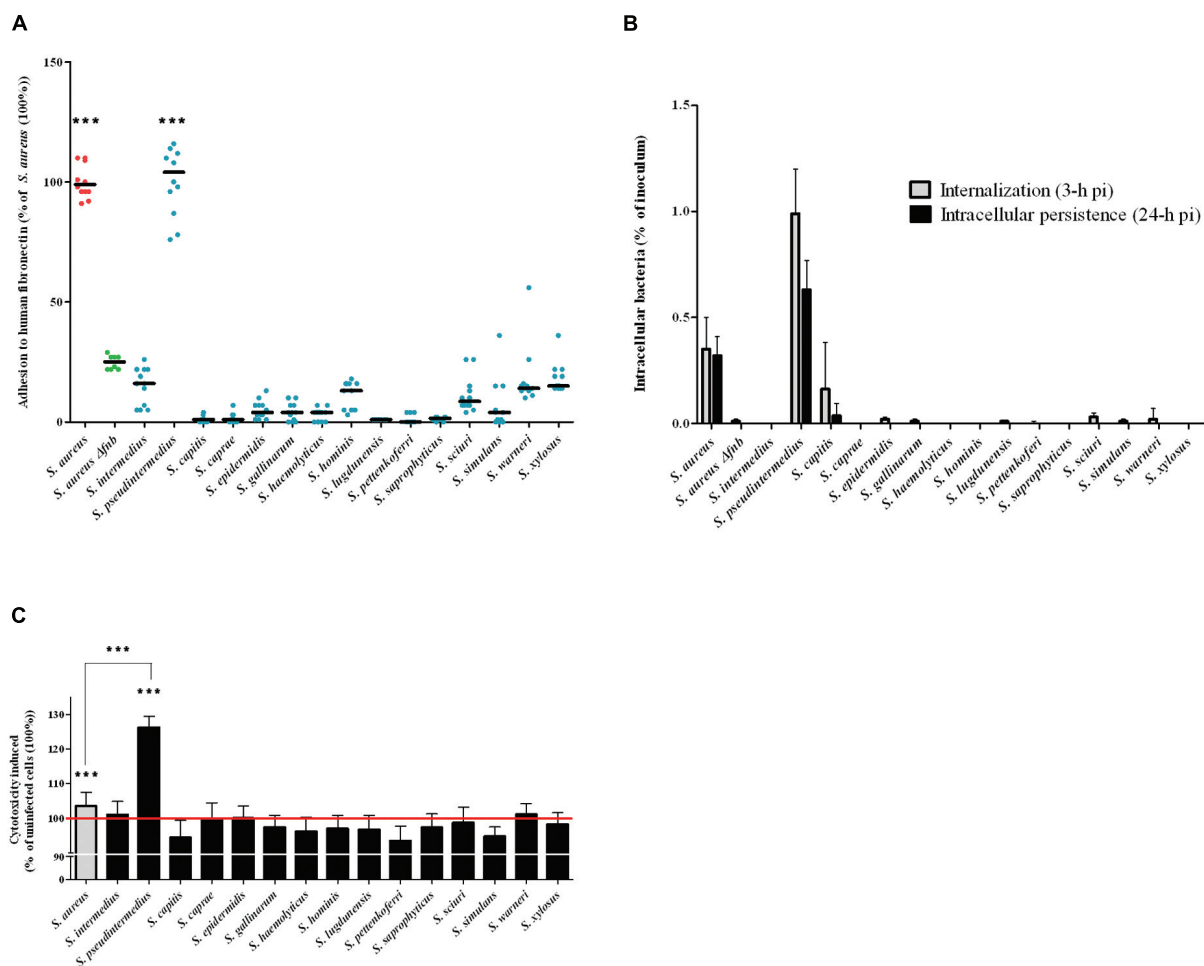 A
Adhesion to human fibronectin (% of S. aureus (100%))
150
100
50
0
***
***
S. aureus
S. aureus Δfnb
S. intermedius
S. pseudintermedius
S. capitis
S. caprae
S. epidermidis
S. gallinarum
S. haemolyticus
S. hominis
S. lugdunensis
S. pettenkoferi
S. saprophyticus
S. sciuri
S. simulans
S. warneri
S. xylosus
B
Intracellular bacteria (% of inoculum)
1.5
1.0
0.5
0.0
Internalization (3-h pi)
Intracellular persistence (24-h pi)
S. aureus
S. aureus Δfnb
S. intermedius
S. pseudintermedius
S. capitis
S. caprae
S. epidermidis
S. gallinarum
S. haemolyticus
S. hominis
S. lugdunensis
S. pettenkoferi
S. saprophyticus
S. sciuri
S. simulans
S. warneri
S. xylosus
C
Cytotoxicity induced
(% of uninfected cells (100%))
130
120
110
100
90
0
***
***
***
S. aureus
S. intermedius
S. pseudintermedius
S. capitis
S. caprae
S. epidermidis
S. gallinarum
S. haemolyticus
S. hominis
S. lugdunensis
S. pettenkoferi
S. saprophyticus
S. sciuri
S. simulans
S. warneri
S. xylosus